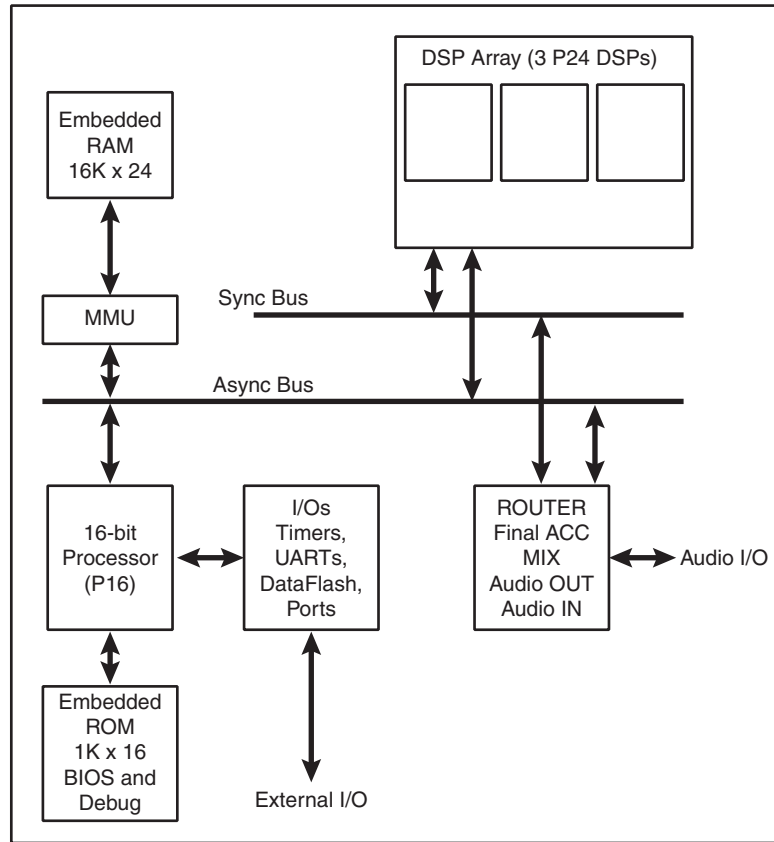 DSP Array (3 P24 DSPs)
Embedded
RAM
16K x 24
Sync Bus
MMU
Async Bus
16-bit
Processor
(P16)
I/Os
Timers,
UARTs,
DataFlash,
Ports
ROUTER
Final ACC
MIX
Audio OUT
Audio IN
Audio I/O
Embedded
ROM
1K x 16
BIOS and
Debug
External I/O